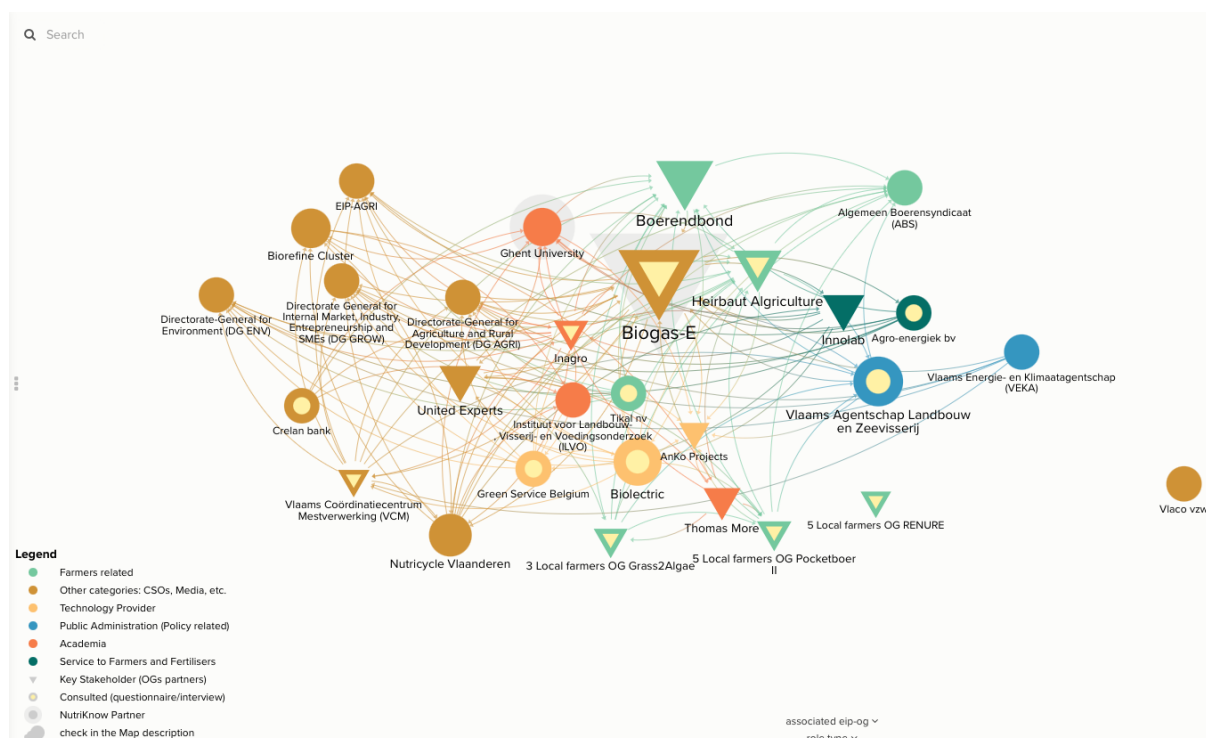 Search
EIP-AGRI
Biorefine Cluster
Ghent University
Boerendbond
Algemeen Boerensyndicaat
(ABS)
Directorate-General for
Environment (DG ENV)
Directorate General for
Internal Market, Industry,
Entrepreneurship and
SMEs (DG GROW)
Directorate-General for
Agriculture and Rural
Development (DG AGRI)
Inagro
Biogas-E
Heirbaut Algriculture
Innolab
Agro-energiek bv
Vlaams Energie- en Klimaatagentschap
(VEKA)
Crelan bank
United Experts
Tikal nv
Instituut voor Landbouw-
Visserij- en Voedingsonderzoek
(ILVO)
AnKo Projects
Vlaams Agentschap Landbouw
en Zeevisserij
Vlaams Coördinatiecentrum
Mestverwerking (VCM)
Green Service Belgium
Biolectric
Thomas More
5 Local farmers OG RENURE
Vlaco vzw
Nutricycle Vlaanderen
3 Local farmers OG Grass2Algae
5 Local farmers OG Pocketboer
II
Legend
Farmers related
Other categories: CSOs, Media, etc.
Technology Provider
Public Administration (Policy related)
Academia
Service to Farmers and Fertilisers
Key Stakeholder (OGs partners)
Consulted (questionnaire/interview)
NutriKnow Partner
check in the Map description
associated eip-og
role type